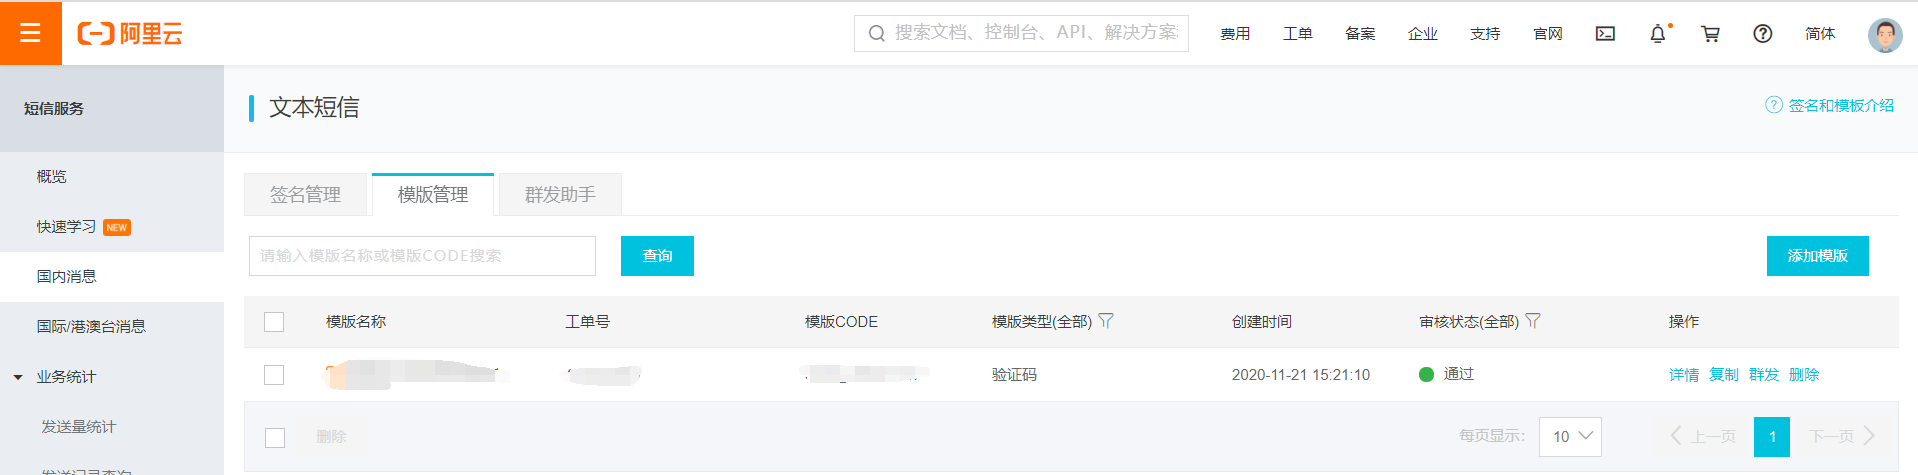 阿里云
搜索文档、控制台、API、解决方案
费用 工单 备案 企业 支持 官网 简体
短信服务
文本短信
签名和模板介绍
概览
快速学习 NEW
国内消息
国际/港澳台消息
业务统计
发送量统计
发送记录查询
签名管理 模版管理 群发助手
请输入模版名称或模版CODE搜索 查询 添加模版
模版名称 工单号 模版CODE 模版类型(全部) 创建时间 审核状态(全部) 操作
验证码 2020-11-21 15:21:10 通过 详情 复制 群发 删除
删除 每页显示: 10 上一页 1 下一页